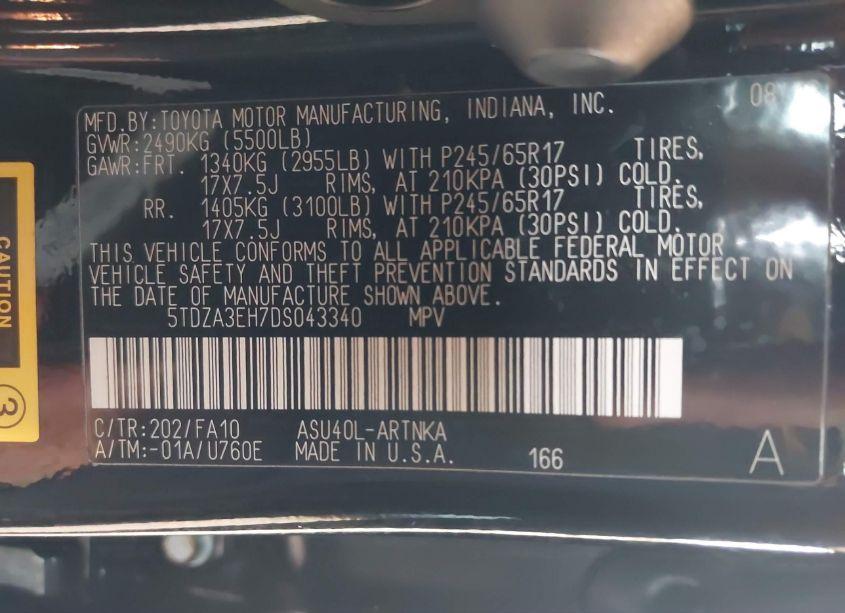 MFD.BY:TOYOTA MOTOR MANUFACTURING, INDIANA, INC. 08
GVWR:2490KG (5500LB)
GAWR:FRT. 1340KG (2955LB) WITH P245/65R17 TIRES,
17X7.5J RIMS, AT 210KPA (30PSI) COLD.
RR. 1405KG (3100LB) WITH P245/65R17 TIRES,
17X7.5J RIMS, AT 210KPA (30PSI) COLD.
THIS VEHICLE CONFORMS TO ALL APPLICABLE FEDERAL MOTOR
VEHICLE SAFETY AND THEFT PREVENTION STANDARDS IN EFFECT ON
THE DATE OF MANUFACTURE SHOWN ABOVE.
5TDZA3EH7DS043340 MPV
C/TR:202/FA10 ASU40L-ARTNKA
A/TM:-01A/U760E MADE IN U.S.A. 166 A
CAUTION
3